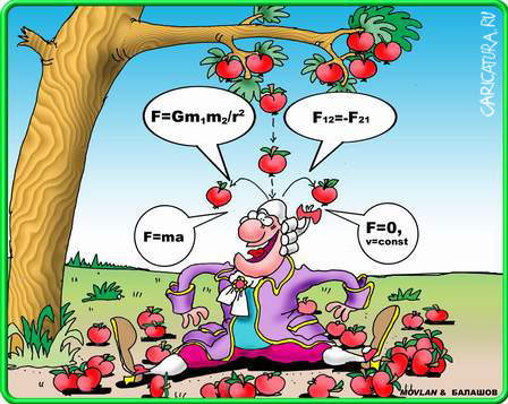 CARICATURA.RU
F=Gm₁m₂/r²
F₁₂=-F₂₁
F=ma
F=0,
v=const
MOVLAN & БАЛАШОВ